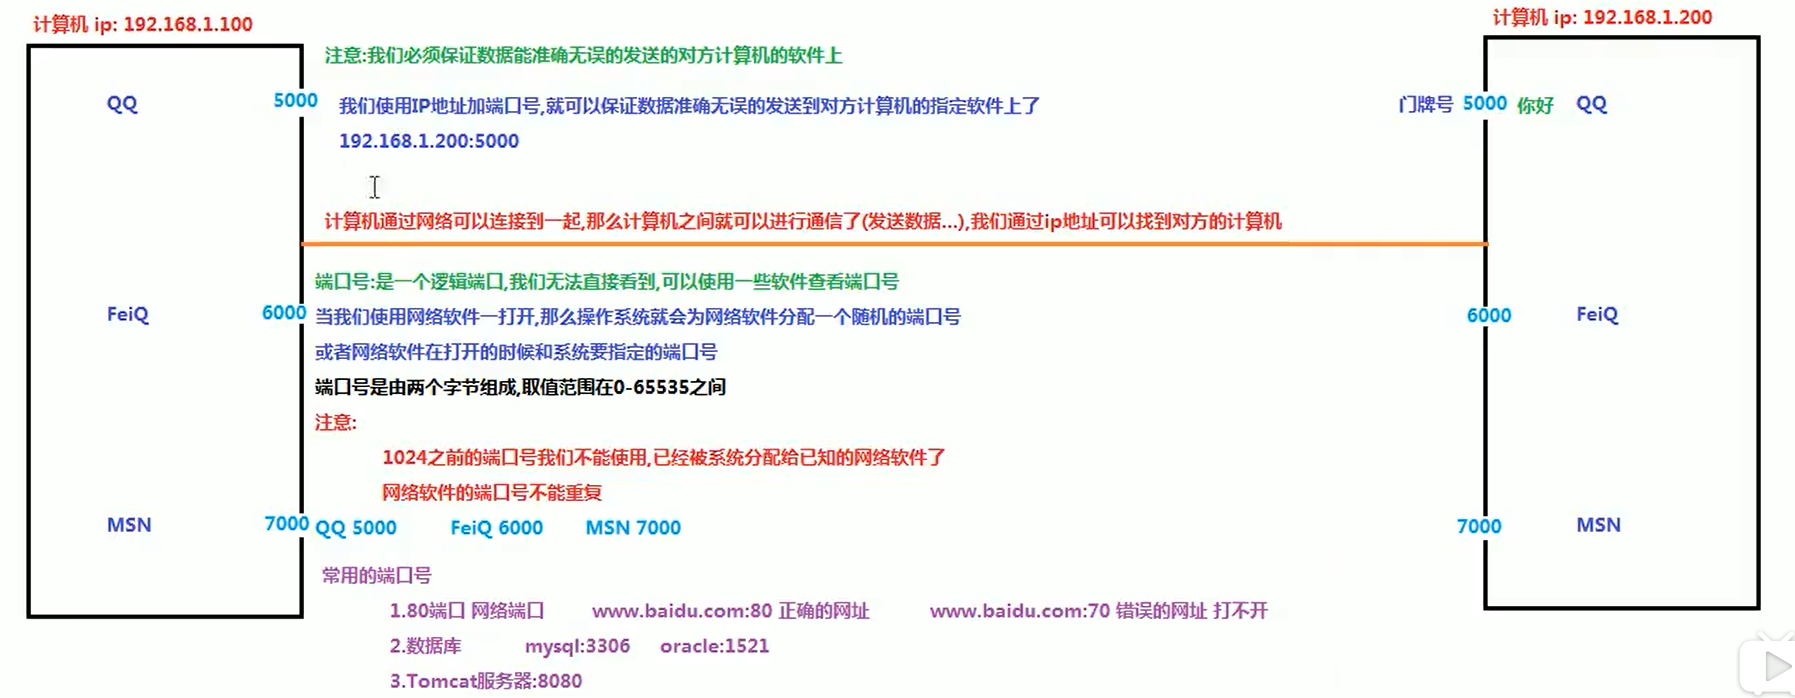 计算机 ip: 192.168.1.100
计算机 ip: 192.168.1.200
注意:我们必须保证数据能准确无误的发送的对方计算机的软件上
QQ 5000 我们使用IP地址加端口号,就可以保证数据准确无误的发送到对方计算机的指定软件上了 门牌号 5000 你好 QQ
192.168.1.200:5000
计算机通过网络可以连接到一起,那么计算机之间就可以进行通信了(发送数据...),我们通过ip地址可以找到对方的计算机
端口号:是一个逻辑端口,我们无法直接看到,可以使用一些软件查看端口号
FeiQ 6000 当我们使用网络软件一打开,那么操作系统就会为网络软件分配一个随机的端口号 6000 FeiQ
或者网络软件在打开的时候和系统要指定的端口号
端口号是由两个字节组成,取值范围在0-65535之间
注意:
1024之前的端口号我们不能使用,已经被系统分配给已知的网络软件了
网络软件的端口号不能重复
MSN 7000 QQ 5000 FeiQ 6000 MSN 7000 7000 MSN
常用的端口号
1.80端口 网络端口 www.baidu.com:80 正确的网址 www.baidu.com:70 错误的网址 打不开
2.数据库 mysql:3306 oracle:1521
3.Tomcat服务器:8080